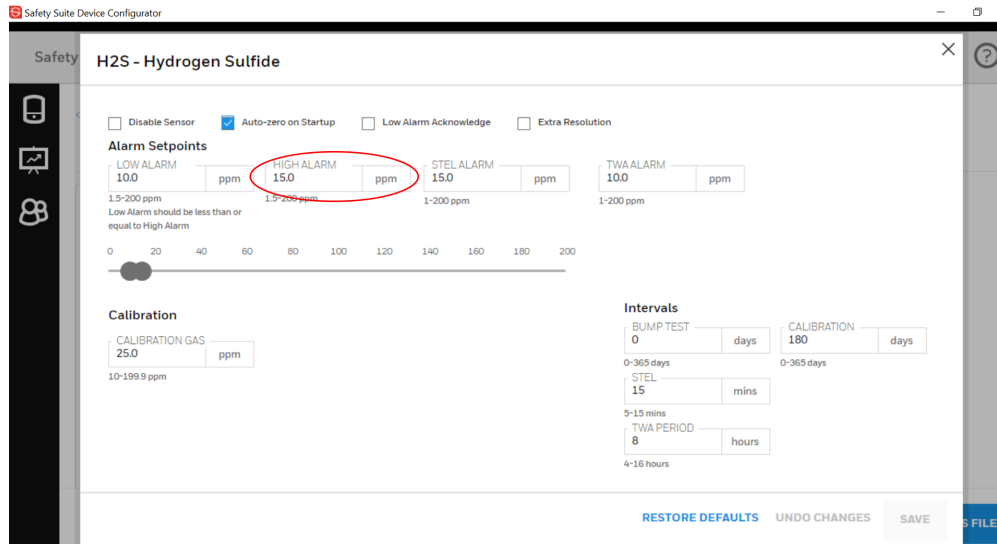 Safety Suite Device Configurator
Safety
H2S - Hydrogen Sulfide
Disable Sensor Auto-zero on Startup Low Alarm Acknowledge Extra Resolution
Alarm Setpoints
LOW ALARM HIGH ALARM STEL ALARM TWA ALARM
10.0 ppm 15.0 ppm 15.0 ppm 10.0 ppm
1.5-200 ppm 1.5-200 ppm 1-200 ppm 1-200 ppm
Low Alarm should be less than or
equal to High Alarm
0 20 40 60 80 100 120 140 160 180 200
Calibration
CALIBRATION GAS
25.0 ppm
10-199.9 ppm
Intervals
BUMP TEST CALIBRATION
0 days 180 days
0-365 days 0-365 days
STEL
15 mins
5-15 mins
TWA PERIOD
8 hours
4-16 hours
RESTORE DEFAULTS UNDO CHANGES SAVE
S FILE